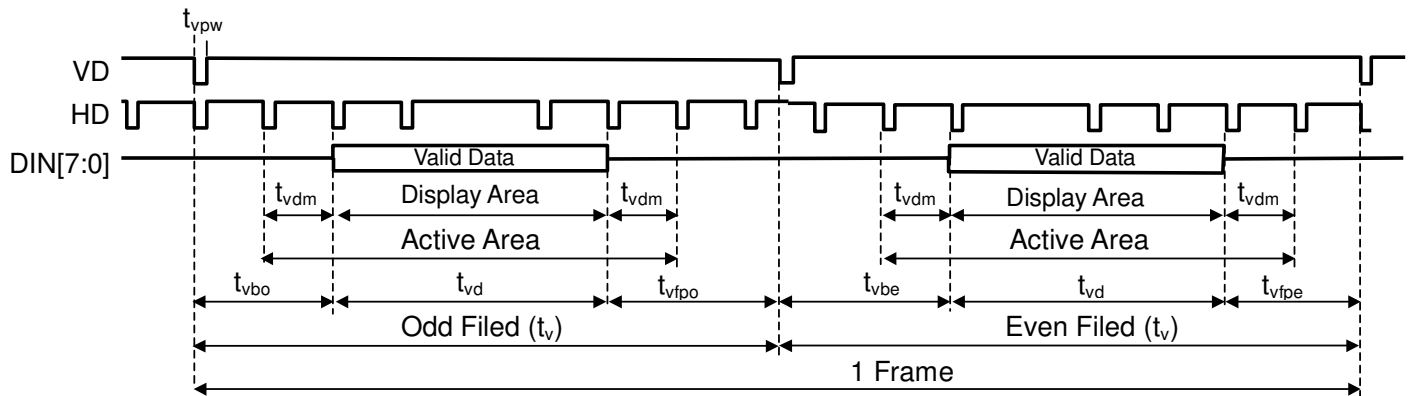 tvpw
VD
HD
DIN[7:0] Valid Data Valid Data
tvdm Display Area tvdm tvdm Display Area tvdm
Active Area Active Area
tvbo tvd tvfpo tvbe tvd tvfpe
Odd Filed (tv) Even Filed (tv)
1 Frame